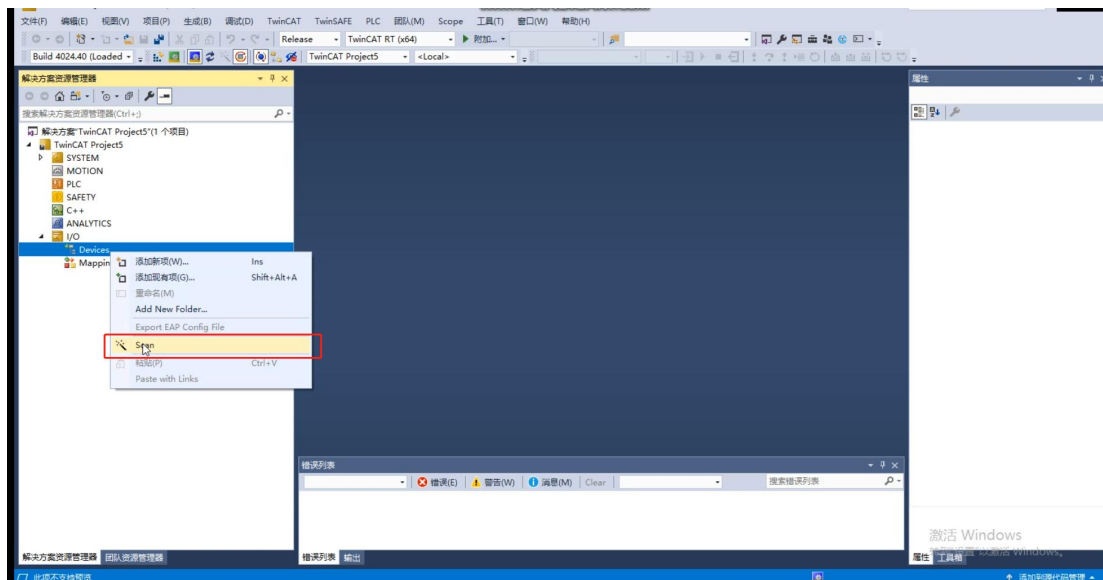 文件(F) 编辑(E) 视图(V) 项目(P) 生成(B) 调试(D) TwinCAT TwinSAFE PLC 团队(M) Scope 工具(T) 窗口(W) 帮助(H)
Release TwinCAT RT (x64) 附加...
Build 4024.40 (Loaded TwinCAT Project5 <Local>
解决方案资源管理器
搜索解决方案资源管理器(Ctrl+;)
解决方案"TwinCAT Project5"(1 个项目)
TwinCAT Project5
SYSTEM
MOTION
PLC
SAFETY
C++
ANALYTICS
I/O
Devices
Mappin
添加新项(W)... Ins
添加现有项(G)... Shift+Alt+A
重命名(M)
Add New Folder...
Export EAP Config File
Scan
粘贴(P) Ctrl+V
Paste with Links
属性
错误列表
错误(E) 警告(W) 消息(M) Clear 搜索错误列表
激活 Windows
解决方案资源管理器 团队资源管理器 错误列表 输出 属性 工具箱
此项不支持预览 添加到源代码管理